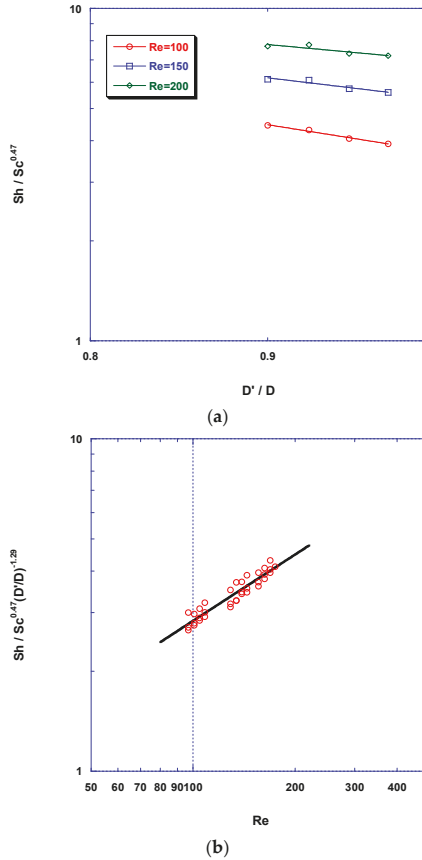 10
Re=100
Re=150
Re=200
Sh / Sc^0.47
1
0.8
0.9
D' / D
(a)
10
Sh / Sc^0.47(D'/D)^-1.29
1
50 60 70 80 90100 200 300 400
Re
(b)